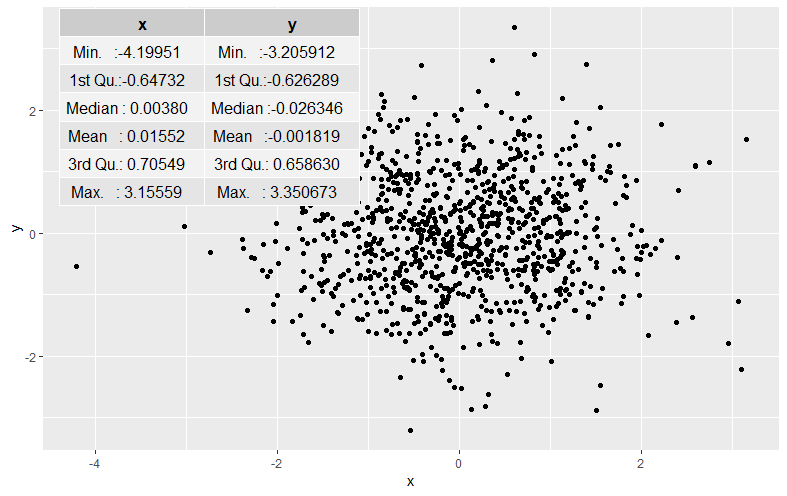 x y
Min. :-4.19951 Min. :-3.205912
1st Qu.:-0.64732 1st Qu.:-0.626289
Median : 0.00380 Median :-0.026346
Mean : 0.01552 Mean :-0.001819
3rd Qu.: 0.70549 3rd Qu.: 0.658630
Max. : 3.15559 Max. : 3.350673
2
0
-2
y
-4 -2 0 2
x